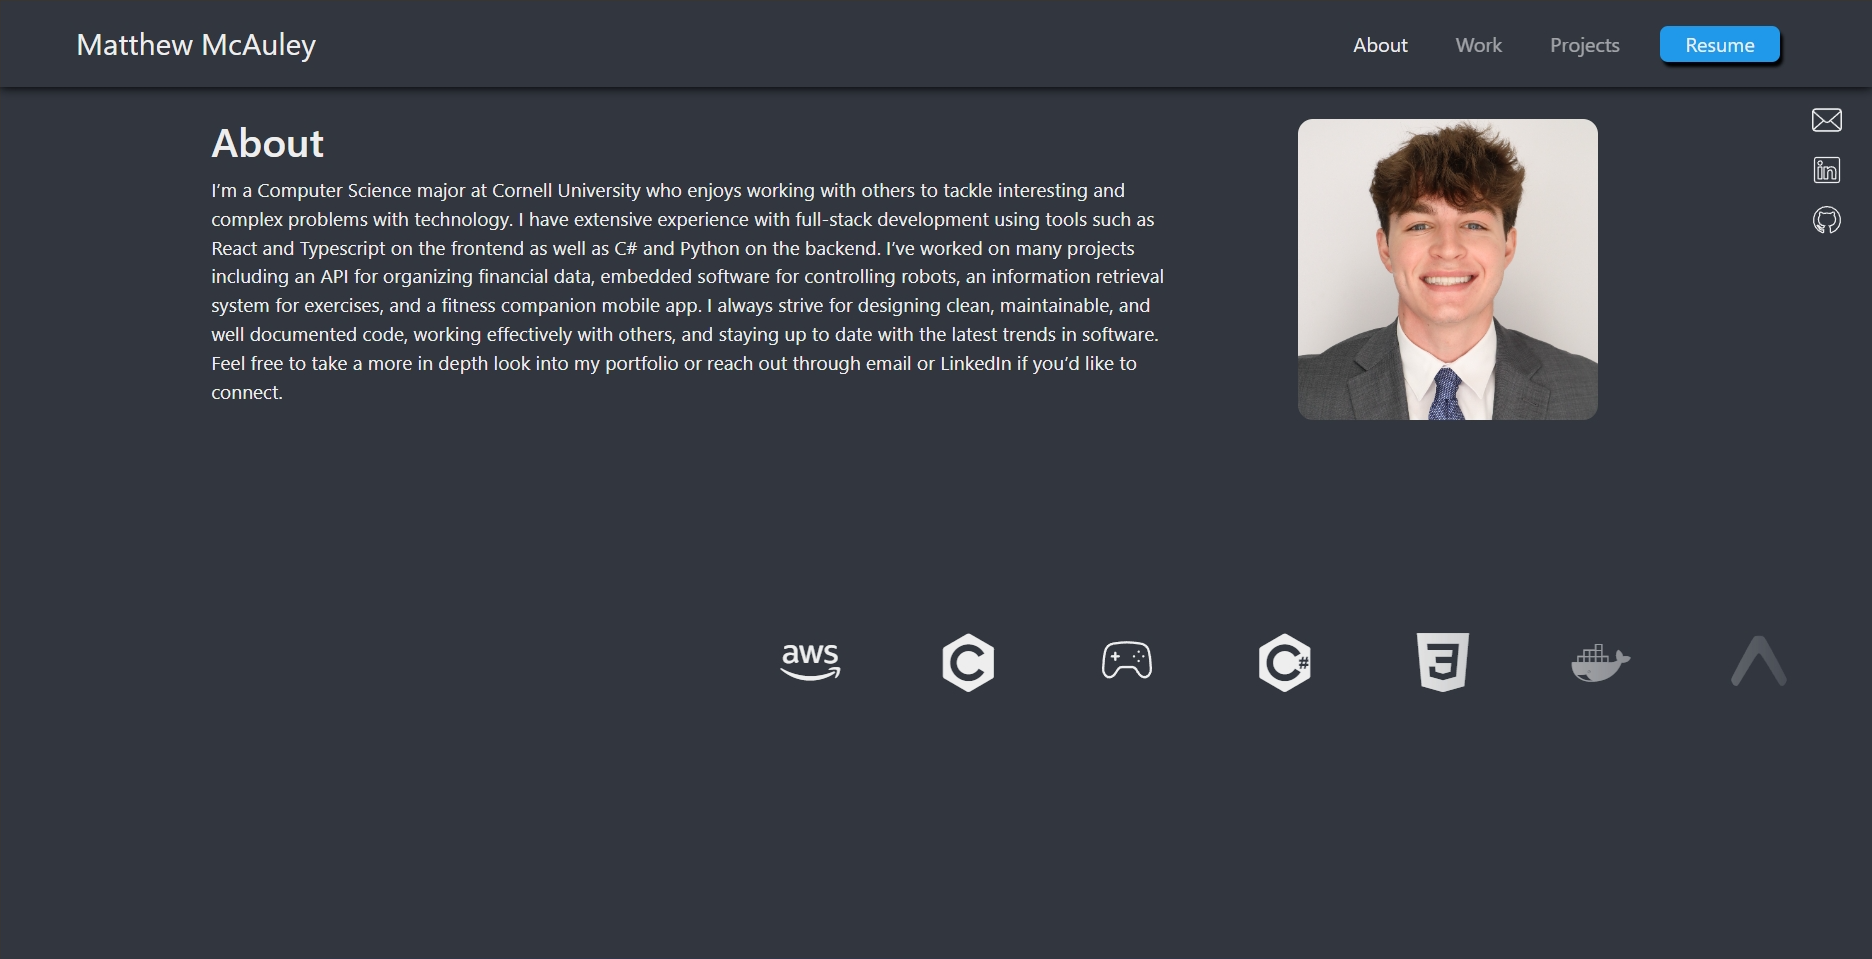 Matthew McAuley
About
Work
Projects
Resume
in
About
I’m a Computer Science major at Cornell University who enjoys working with others to tackle interesting and
complex problems with technology. I have extensive experience with full-stack development using tools such as
React and Typescript on the frontend as well as C# and Python on the backend. I’ve worked on many projects
including an API for organizing financial data, embedded software for controlling robots, an information retrieval
system for exercises, and a fitness companion mobile app. I always strive for designing clean, maintainable, and
well documented code, working effectively with others, and staying up to date with the latest trends in software.
Feel free to take a more in depth look into my portfolio or reach out through email or LinkedIn if you’d like to
connect.
aws
C
C#
3